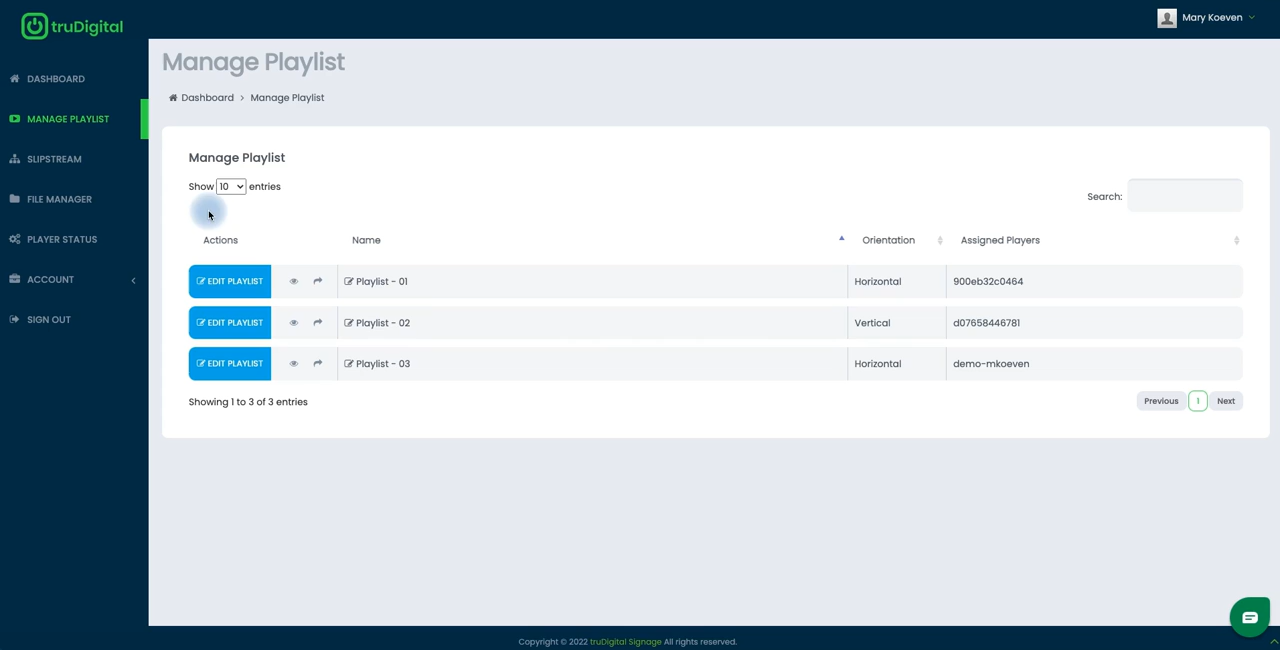 truDigital
Mary Koeven
DASHBOARD
MANAGE PLAYLIST
SLIPSTREAM
FILE MANAGER
PLAYER STATUS
ACCOUNT
SIGN OUT
Manage Playlist
Dashboard > Manage Playlist
Manage Playlist
Show 10 entries
Search:
Actions Name Orientation Assigned Players
EDIT PLAYLIST Playlist - 01 Horizontal 900eb32c0464
EDIT PLAYLIST Playlist - 02 Vertical d07658446781
EDIT PLAYLIST Playlist - 03 Horizontal demo-mkoeven
Showing 1 to 3 of 3 entries
Previous 1 Next
Copyright © 2022 truDigital Signage All rights reserved.